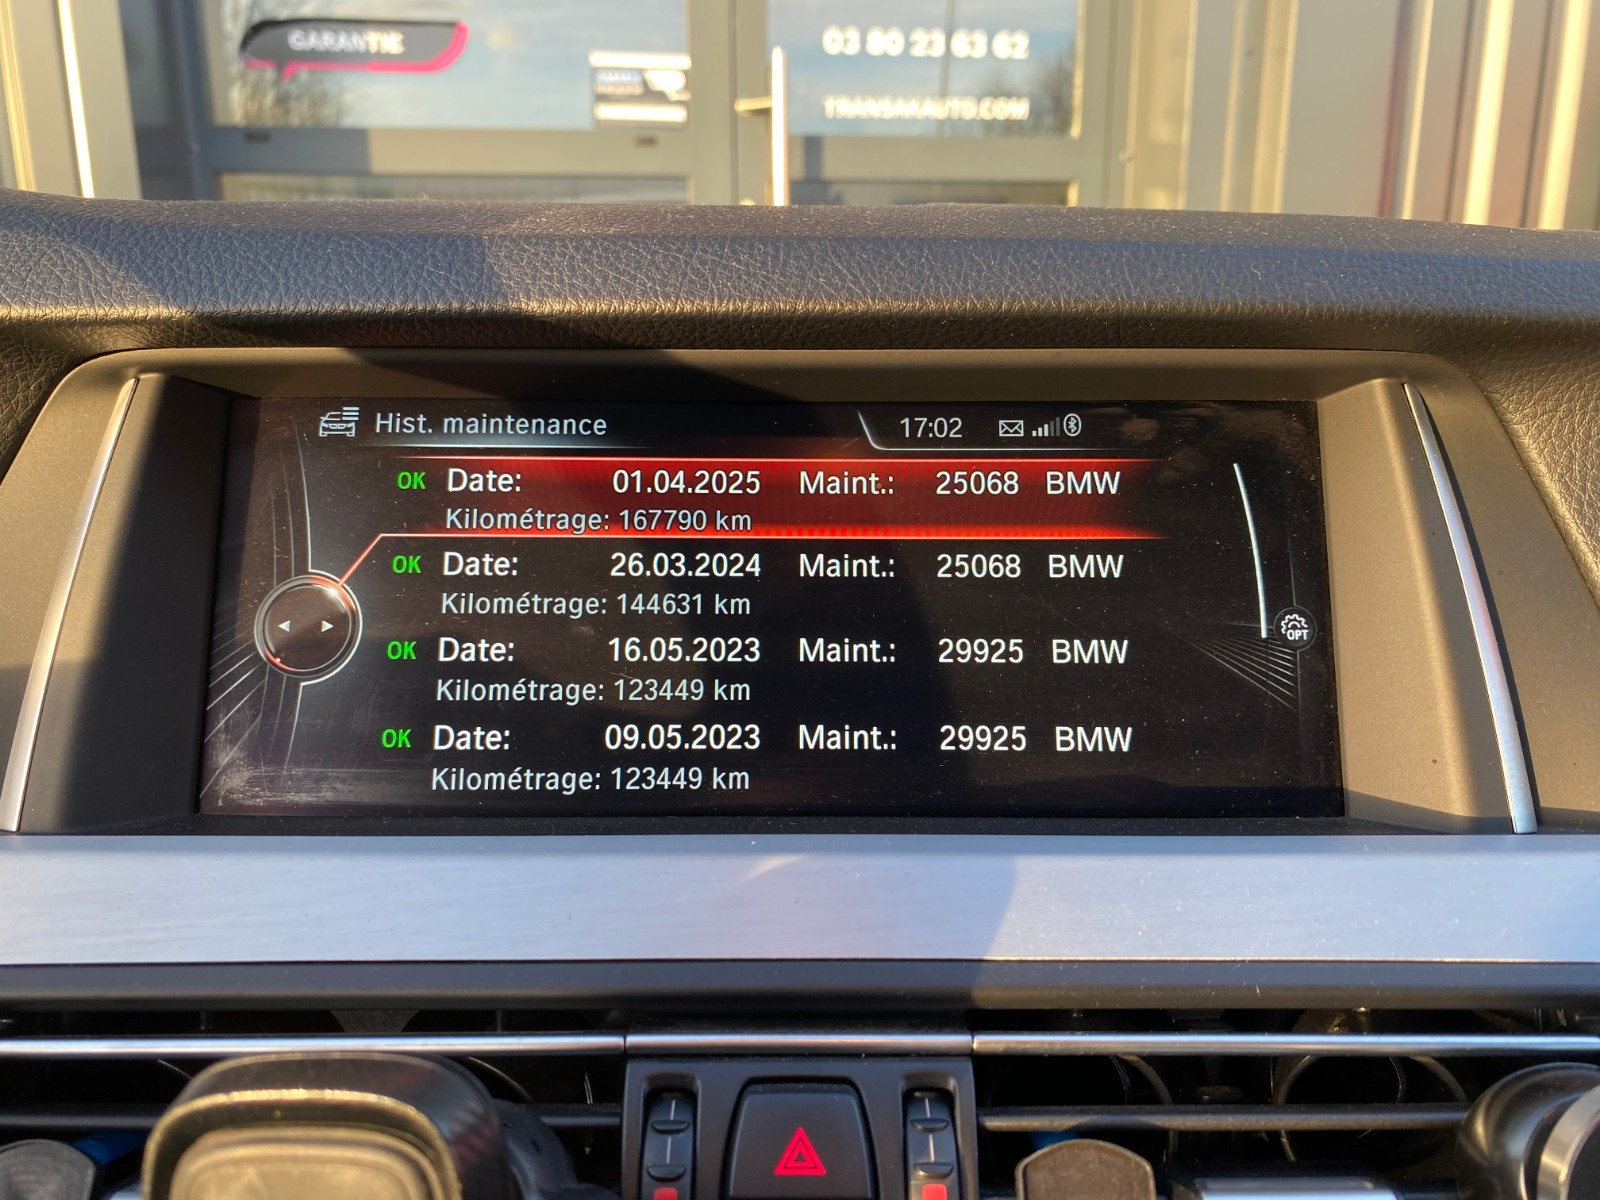 GARANTIE
03 80 23 63 62
TRANSAKAUTO.COM
Hist. maintenance 17:02
OK Date: 01.04.2025 Maint.: 25068 BMW
Kilométrage: 167790 km
OK Date: 26.03.2024 Maint.: 25068 BMW
Kilométrage: 144631 km
OPT
OK Date: 16.05.2023 Maint.: 29925 BMW
Kilométrage: 123449 km
OK Date: 09.05.2023 Maint.: 29925 BMW
Kilométrage: 123449 km